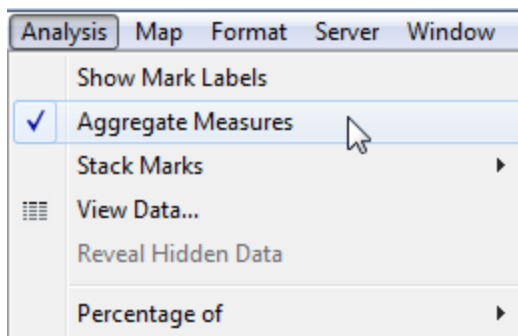 Analysis Map Format Server Window
Show Mark Labels
Aggregate Measures
Stack Marks
View Data...
Reveal Hidden Data
Percentage of